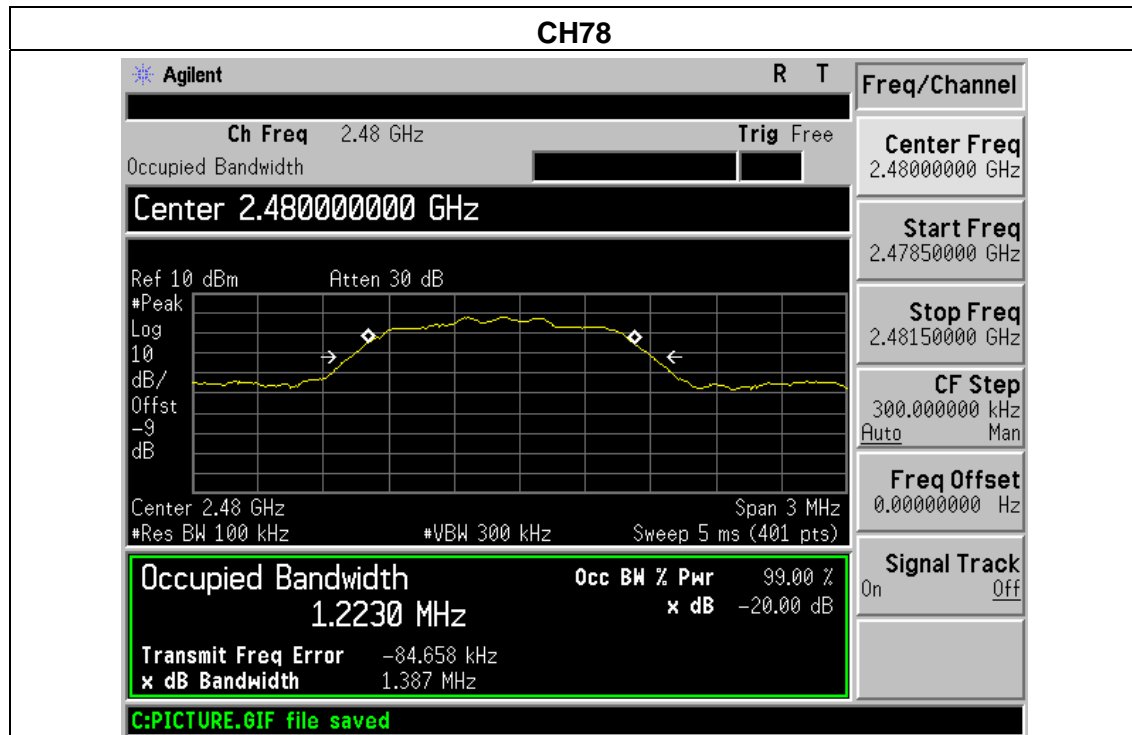 CH78
Agilent R T
Ch Freq 2.48 GHz Trig Free
Occupied Bandwidth
Center 2.480000000 GHz
Ref 10 dBm Atten 30 dB
#Peak
Log
10
dB/
Offst
-9
dB
Center 2.48 GHz Span 3 MHz
#Res BW 100 kHz #VBW 300 kHz Sweep 5 ms (401 pts)
Occupied Bandwidth Occ BW % Pwr 99.00 %
1.2230 MHz x dB -20.00 dB
Transmit Freq Error -84.658 kHz
x dB Bandwidth 1.387 MHz
C:PICTURE.GIF file saved
Freq/Channel
Center Freq
2.48000000 GHz
Start Freq
2.47850000 GHz
Stop Freq
2.48150000 GHz
CF Step
300.000000 kHz
Auto Man
Freq Offset
0.00000000 Hz
Signal Track
On Off